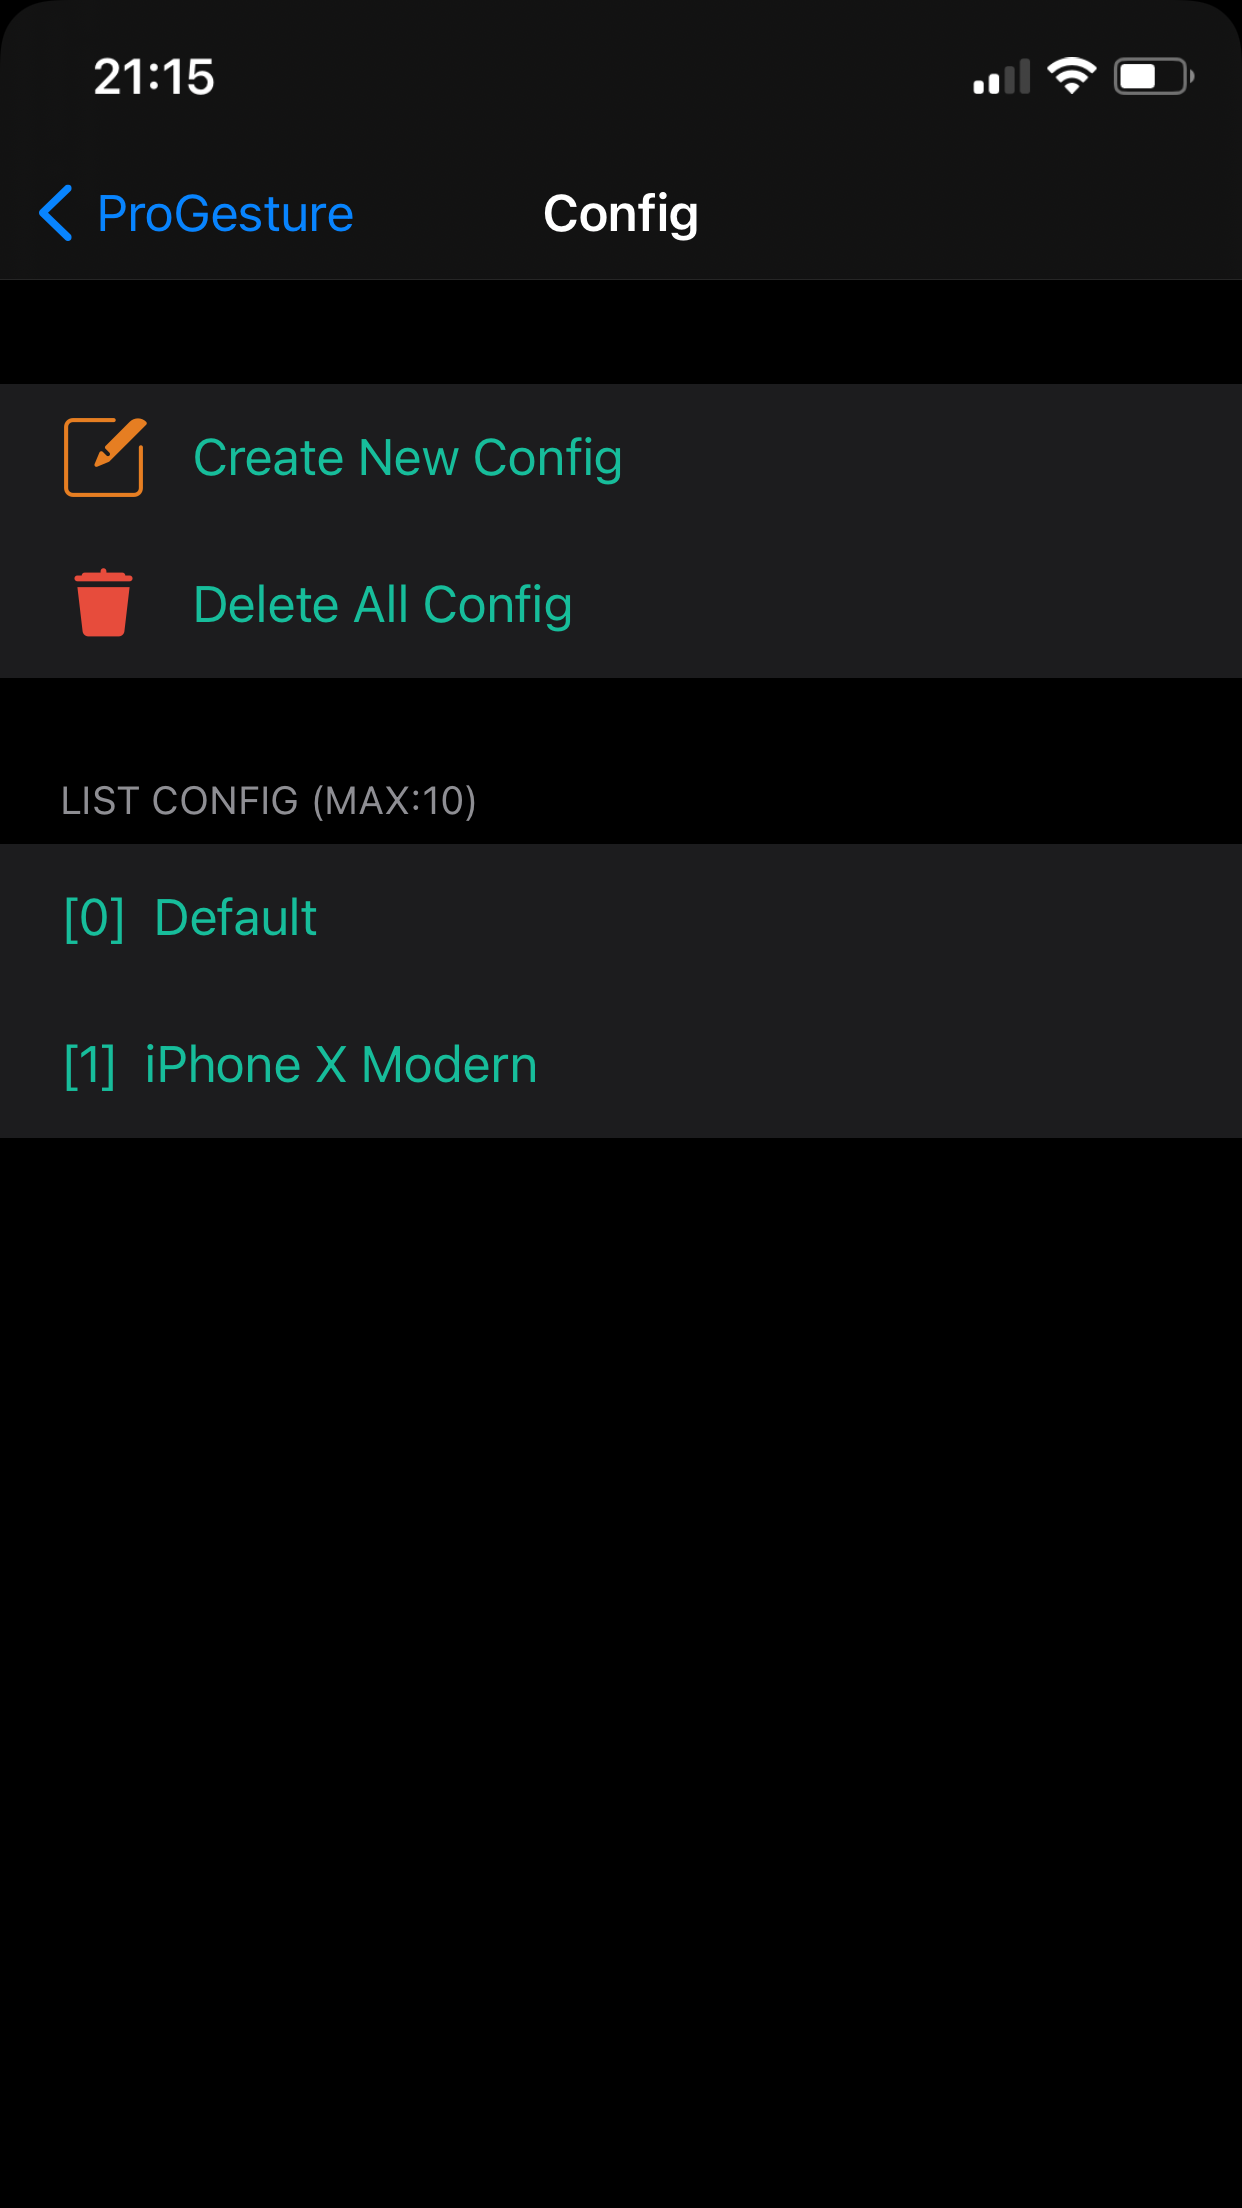 21:15
ProGesture
Config
Create New Config
Delete All Config
LIST CONFIG (MAX:10)
[0] Default
[1] iPhone X Modern